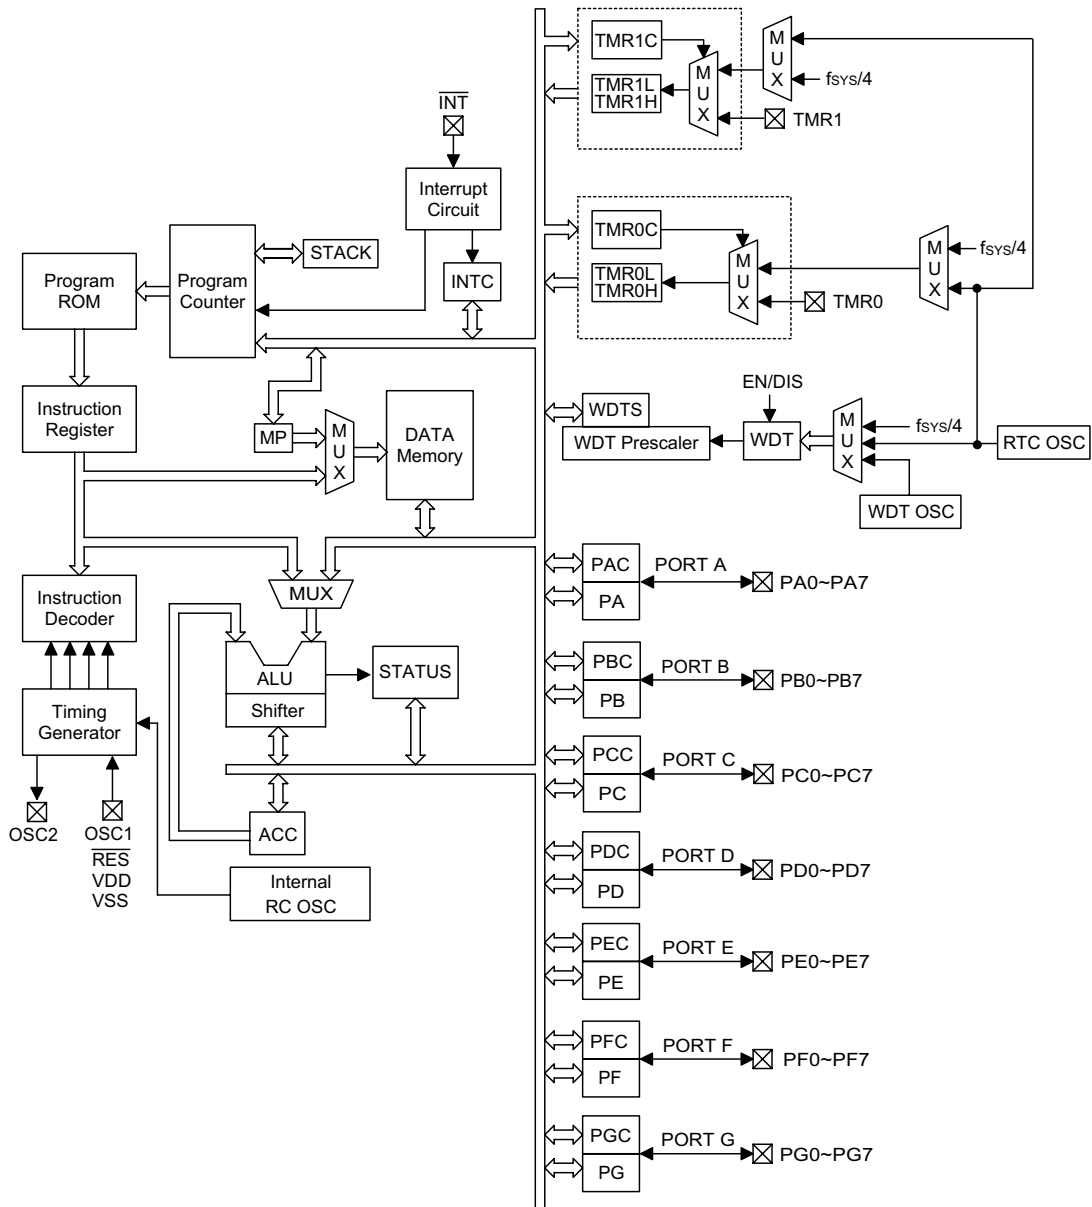 TMR1C
TMR1L
TMR1H
M
U
X
M
U
X
fSYS/4
TMR1
INT
Interrupt
Circuit
STACK
INTC
Program
ROM
Program
Counter
TMR0C
TMR0L
TMR0H
M
U
X
TMR0
M
U
X
fSYS/4
Instruction
Register
MP
M
U
X
DATA
Memory
EN/DIS
WDTS
WDT Prescaler
WDT
M
U
X
fSYS/4
RTC OSC
WDT OSC
Instruction
Decoder
MUX
ALU
Shifter
STATUS
Timing
Generator
OSC2
OSC1
RES
VDD
VSS
ACC
Internal
RC OSC
PAC
PA
PORT A
PA0~PA7
PBC
PB
PORT B
PB0~PB7
PCC
PC
PORT C
PC0~PC7
PDC
PD
PORT D
PD0~PD7
PEC
PE
PORT E
PE0~PE7
PFC
PF
PORT F
PF0~PF7
PGC
PG
PORT G
PG0~PG7